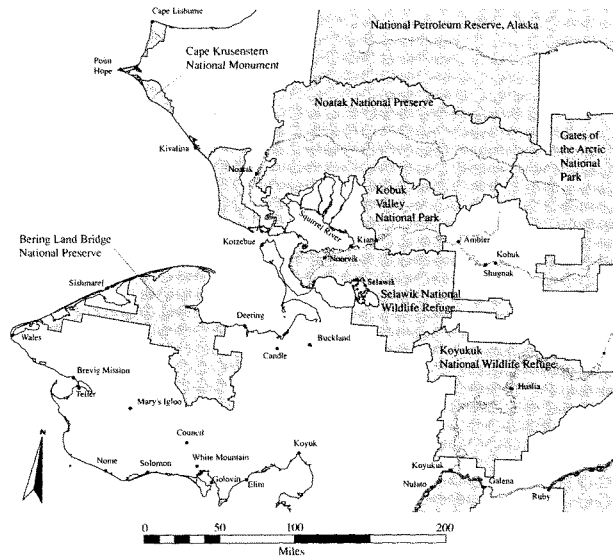 Cape Lisburne
National Petroleum Reserve, Alaska
Cape Krusenstern
National Monument
Point
Hope
Noatak National Preserve
Gates of
the Arctic
National
Park
Kivalina
Noatak
Kobuk
Valley
National Park
Squirrel River
Bering Land Bridge
National Preserve
Kotzebue
Kiana
Ambler
Kobuk
Shugnak
Noorvik
Shishmaref
Selawik
Selawik National
Wildlife Refuge
Deering
Wales
Buckland
Candle
Koyukuk
National Wildlife Refuge
Brevig Mission
Teller
Huslia
Mary's Igloo
Council
Koyuk
N
White Mountain
Nome
Solomon
Golovin
Elim
Koyukuk
Nulato
Galena
Ruby
0
50
100
200
Miles